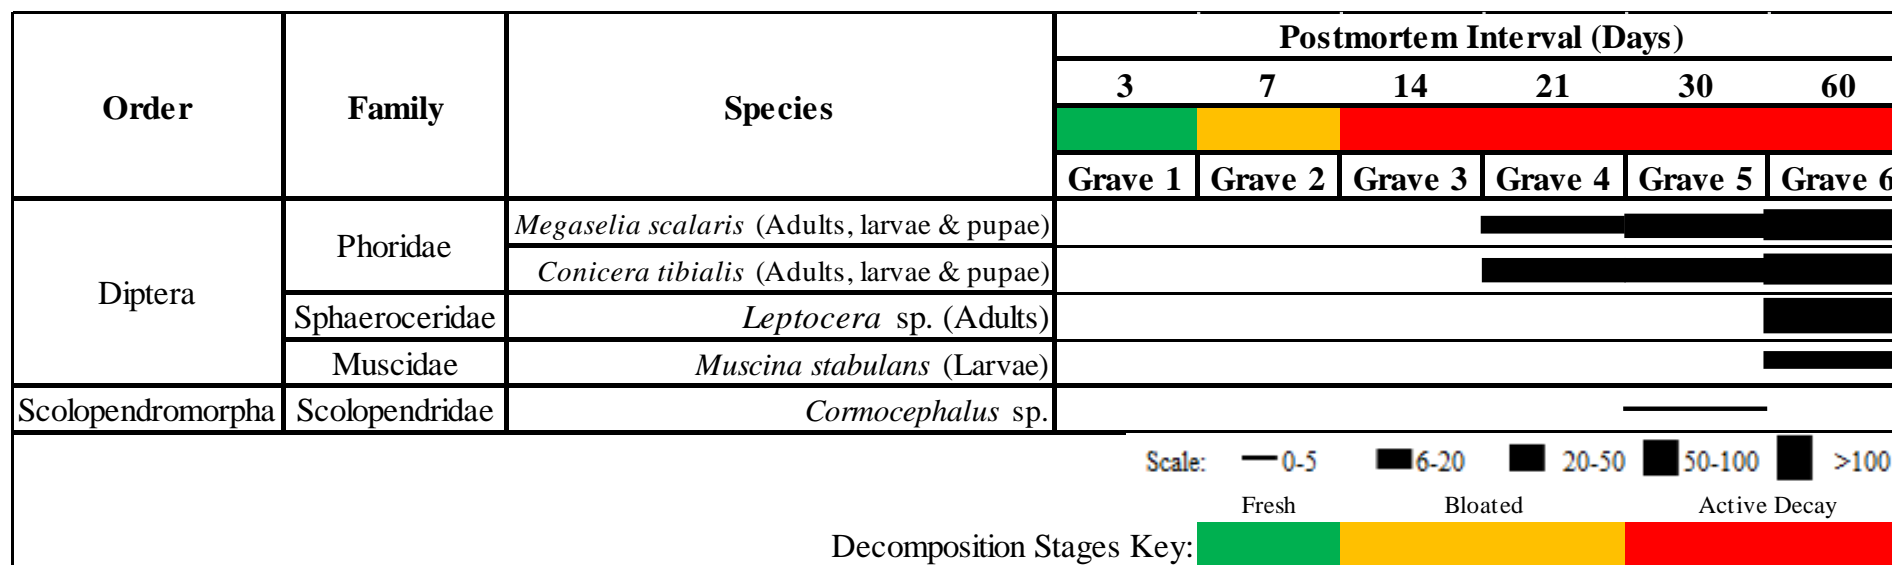 Order Family Species Postmortem Interval (Days)
3 7 14 21 30 60
Grave 1 Grave 2 Grave 3 Grave 4 Grave 5 Grave 6
Diptera Phoridae Megaselia scalaris (Adults, larvae & pupae)
Conicera tibialis (Adults, larvae & pupae)
Sphaeroceridae Leptocera sp. (Adults)
Muscidae Muscina stabulans (Larvae)
Scolopendromorpha Scolopendridae Cormocephalus sp.
Scale: 0-5 6-20 20-50 50-100 >100
Fresh Bloated Active Decay
Decomposition Stages Key: